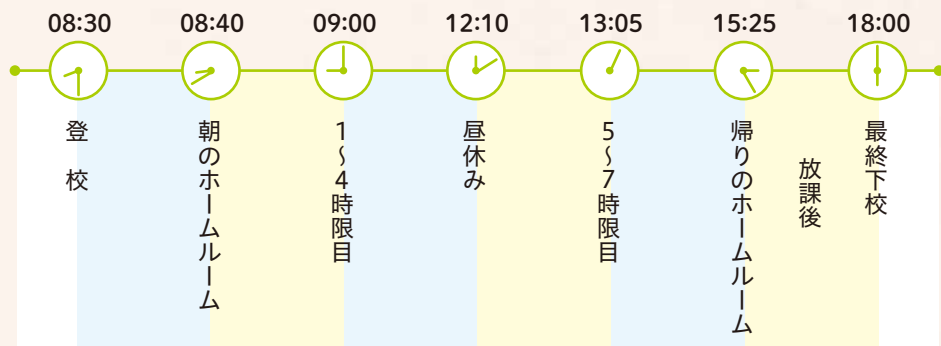 08:30
08:40
09:00
12:10
13:05
15:25
18:00
登　校
朝のホームルーム
1〜4時限目
昼休み
5〜7時限目
帰りのホームルーム
放課後
最終下校